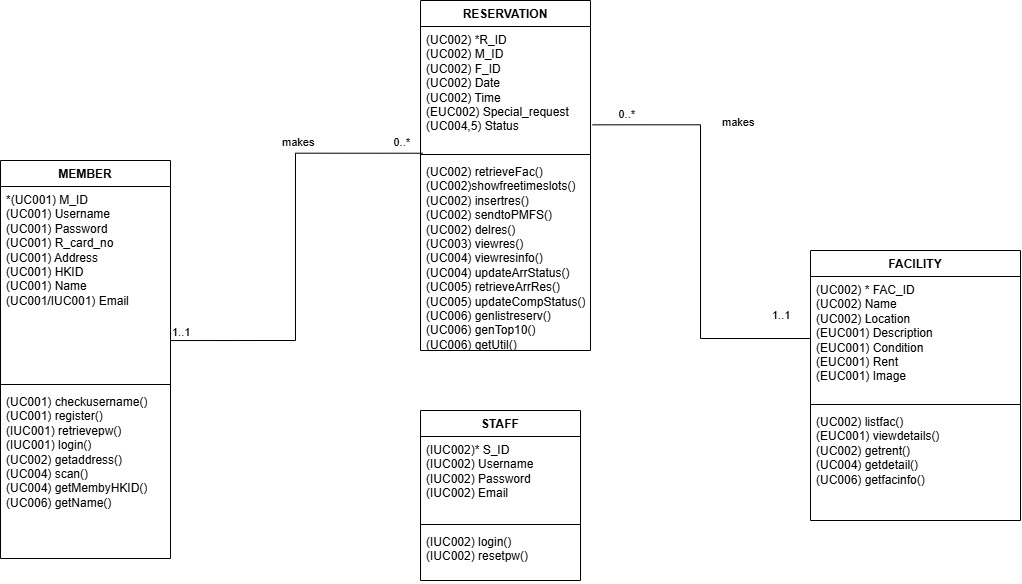 RESERVATION
(UC002) *R_ID
(UC002) M_ID
(UC002) F_ID
(UC002) Date
(UC002) Time
(EUC002) Special_request
(UC004,5) Status
(UC002) retrieveFac()
(UC002)showfreetimeslots()
(UC002) insertres()
(UC002) sendtoPMFS()
(UC002) delres()
(UC003) viewres()
(UC004) viewresinfo()
(UC004) updateArrStatus()
(UC005) retrieveArrRes()
(UC005) updateCompStatus()
(UC006) genlistreserv()
(UC006) genTop10()
(UC006) getUtil()
makes
0..*
0..*
makes
MEMBER
*(UC001) M_ID
(UC001) Username
(UC001) Password
(UC001) R_card_no
(UC001) Address
(UC001) HKID
(UC001) Name
(UC001/IUC001) Email
1..1
(UC001) checkusername()
(UC001) register()
(IUC001) retrievepw()
(IUC001) login()
(UC002) getaddress()
(UC004) scan()
(UC004) getMembyHKID()
(UC006) getName()
STAFF
(IUC002)* S_ID
(IUC002) Username
(IUC002) Password
(IUC002) Email
(IUC002) login()
(IUC002) resetpw()
1..1
FACILITY
(UC002) * FAC_ID
(UC002) Name
(UC002) Location
(EUC001) Description
(EUC001) Condition
(EUC001) Rent
(EUC001) Image
(UC002) listfac()
(EUC001) viewdetails()
(UC002) getrent()
(UC004) getdetail()
(UC006) getfacinfo()